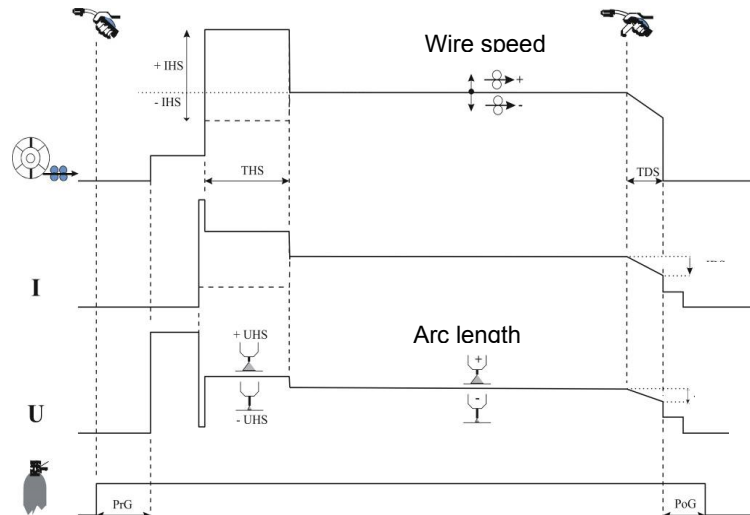 Wire speed
+ IHS
- IHS
+
-
THS
TDS
I
+ UHS
Arc length
+
-
- UHS
U
PrG
PoG